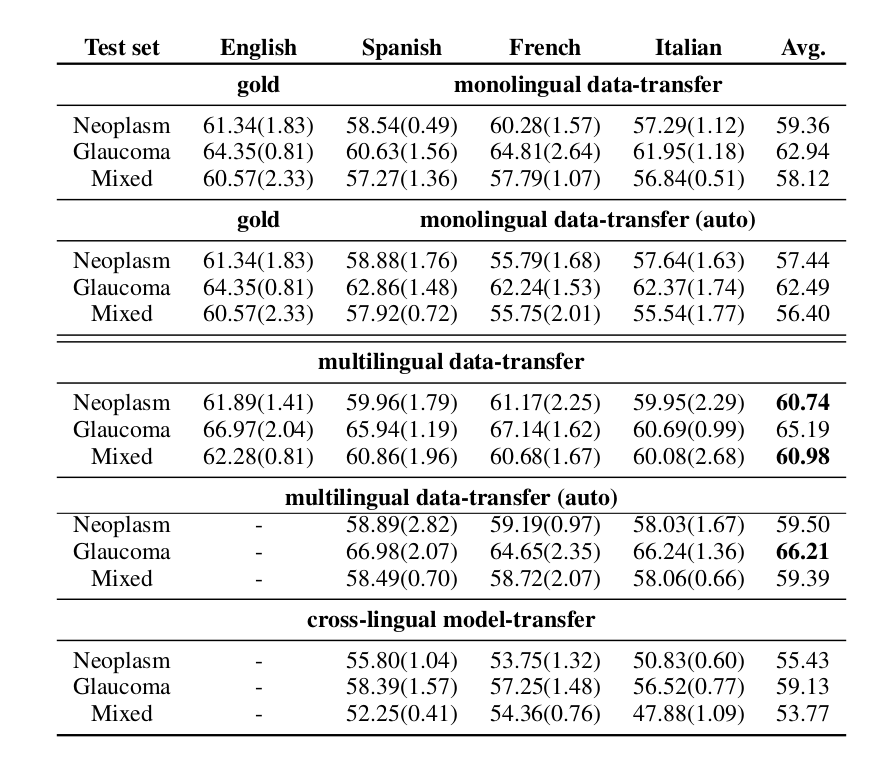 Test set English Spanish French Italian Avg.
gold monolingual data-transfer
Neoplasm 61.34(1.83) 58.54(0.49) 60.28(1.57) 57.29(1.12) 59.36
Glaucoma 64.35(0.81) 60.63(1.56) 64.81(2.64) 61.95(1.18) 62.94
Mixed 60.57(2.33) 57.27(1.36) 57.79(1.07) 56.84(0.51) 58.12
gold monolingual data-transfer (auto)
Neoplasm 61.34(1.83) 58.88(1.76) 55.79(1.68) 57.64(1.63) 57.44
Glaucoma 64.35(0.81) 62.86(1.48) 62.24(1.53) 62.37(1.74) 62.49
Mixed 60.57(2.33) 57.92(0.72) 55.75(2.01) 55.54(1.77) 56.40
multilingual data-transfer
Neoplasm 61.89(1.41) 59.96(1.79) 61.17(2.25) 59.95(2.29) 60.74
Glaucoma 66.97(2.04) 65.94(1.19) 67.14(1.62) 60.69(0.99) 65.19
Mixed 62.28(0.81) 60.86(1.96) 60.68(1.67) 60.08(2.68) 60.98
multilingual data-transfer (auto)
Neoplasm - 58.89(2.82) 59.19(0.97) 58.03(1.67) 59.50
Glaucoma - 66.98(2.07) 64.65(2.35) 66.24(1.36) 66.21
Mixed - 58.49(0.70) 58.72(2.07) 58.06(0.66) 59.39
cross-lingual model-transfer
Neoplasm - 55.80(1.04) 53.75(1.32) 50.83(0.60) 55.43
Glaucoma - 58.39(1.57) 57.25(1.48) 56.52(0.77) 59.13
Mixed - 52.25(0.41) 54.36(0.76) 47.88(1.09) 53.77